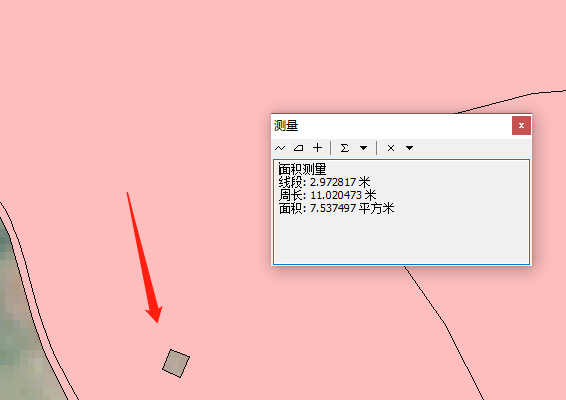 测量
面积测量
线段: 2.972817 米
周长: 11.020473 米
面积: 7.537497 平方米